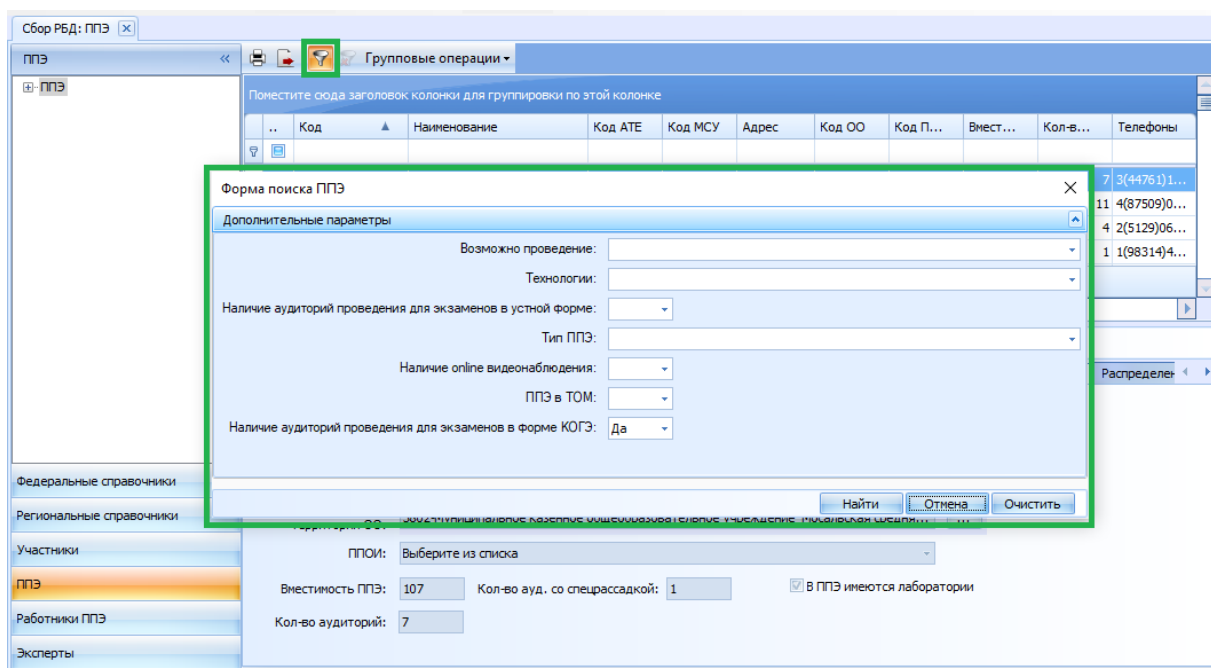 Сбор РБД: ППЭ
ППЭ «
Групповые операции
ППЭ
Поместите сюда заголовок колонки для группировки по этой колонке
.. Код Наименование Код АТЕ Код МСУ Адрес Код ОО Код П... Вмест... Кол-в... Телефоны
Форма поиска ППЭ
7 3(44761)1...
Дополнительные параметры
11 4(87509)0...
4 2(5129)06...
Возможно проведение:
1 1(98314)4...
Технологии:
Наличие аудиторий проведения для экзаменов в устной форме:
Тип ППЭ:
Наличие online видеонаблюдения:
Распределен
ППЭ в ТОМ:
Наличие аудиторий проведения для экзаменов в форме КОГЭ: Да
Федеральные справочники
Найти Отмена Очистить
Региональные справочники
Участники
ППОИ: Выберите из списка
ППЭ
Вместимость ППЭ: 107 Кол-во ауд. со спецрассадкой: 1 В ППЭ имеются лаборатории
Работники ППЭ
Кол-во аудиторий: 7
Эксперты